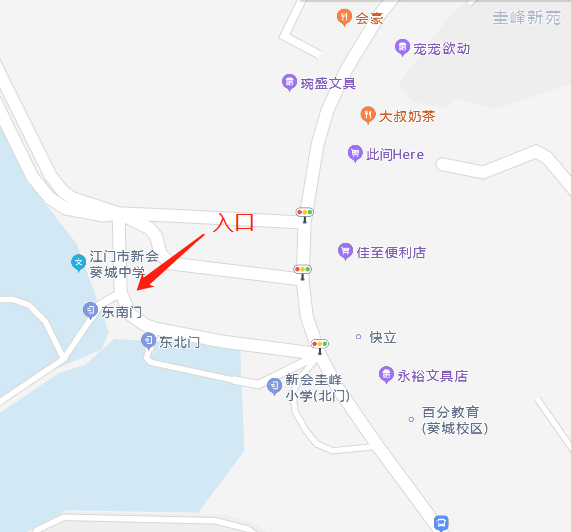 会豪
圭峰新苑
宠宠欲动
琬盛文具
大叔奶茶
此间Here
入口
佳至便利店
江门市新会
葵城中学
文
东南门
快立
东北门
新会圭峰
小学(北门)
永裕文具店
百分教育
(葵城校区)